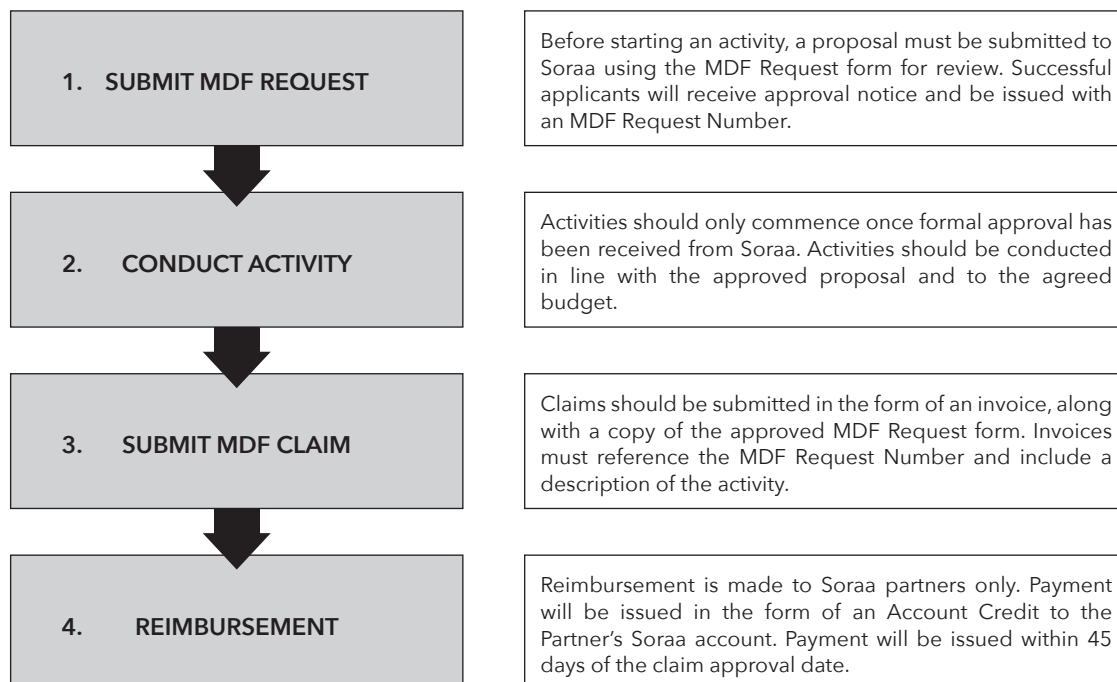 1. SUBMIT MDF REQUEST
Before starting an activity, a proposal must be submitted to
Soraa using the MDF Request form for review. Successful
applicants will receive approval notice and be issued with
an MDF Request Number.
2. CONDUCT ACTIVITY
Activities should only commence once formal approval has
been received from Soraa. Activities should be conducted
in line with the approved proposal and to the agreed
budget.
3. SUBMIT MDF CLAIM
Claims should be submitted in the form of an invoice, along
with a copy of the approved MDF Request form. Invoices
must reference the MDF Request Number and include a
description of the activity.
4. REIMBURSEMENT
Reimbursement is made to Soraa partners only. Payment
will be issued in the form of an Account Credit to the
Partner's Soraa account. Payment will be issued within 45
days of the claim approval date.